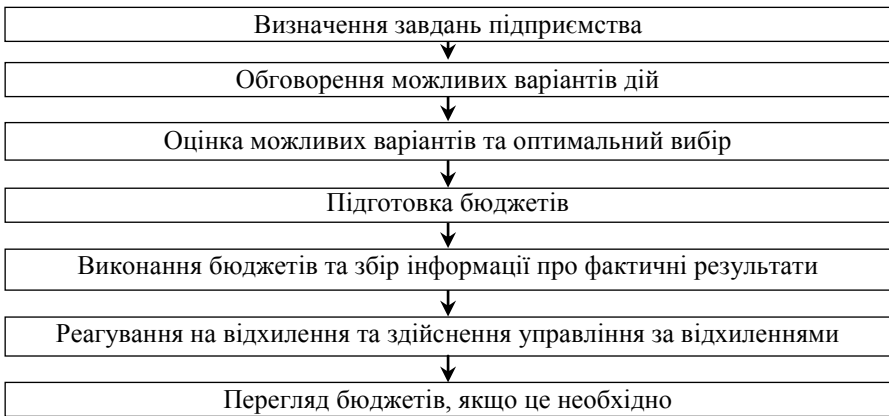 Визначення завдань підприємства
Обговорення можливих варіантів дій
Оцінка можливих варіантів та оптимальний вибір
Підготовка бюджетів
Виконання бюджетів та збір інформації про фактичні результати
Реагування на відхилення та здійснення управління за відхиленнями
Перегляд бюджетів, якщо це необхідно